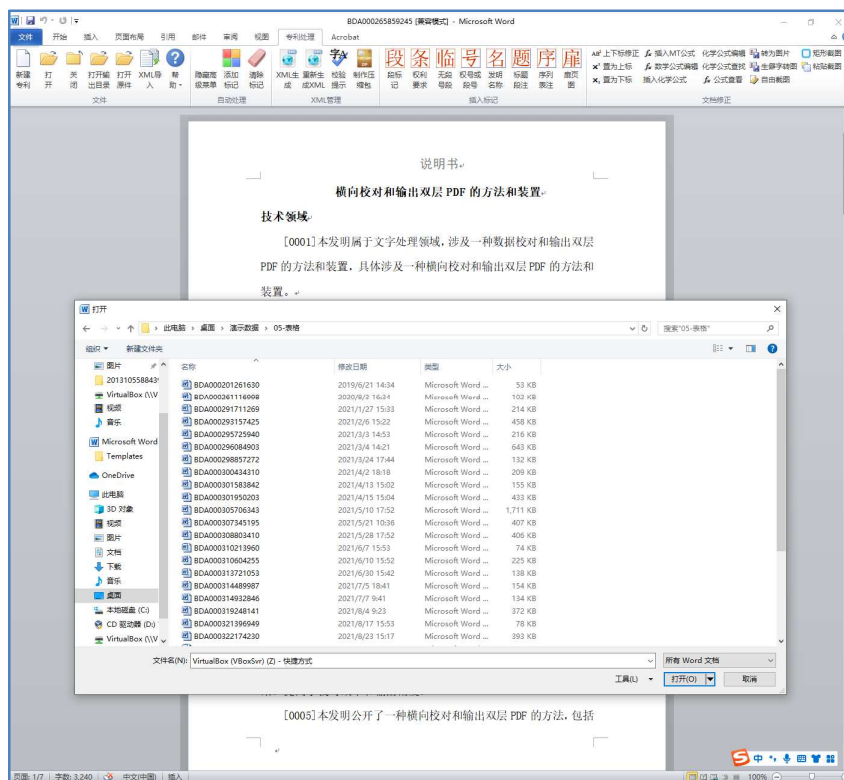 BDA000265859245 [兼容模式] - Microsoft Word
文件 开始 插入 页面布局 引用 邮件 审阅 视图 专利处理 Acrobat
段 条 临 号 名 题 序 扉
上下标修正 插入MT公式 化学公式编辑 转为图片 矩形截图
置为上标 数学公式编辑 化学公式查找 生僻字转图 粘贴截图
置为下标 插入化学公式 公式查看 自由截图
新建专利 打开 关闭 打开输出目录 打开原件 XML导入 帮助
隐藏高级菜单 添加标记 清除标记
XML生成 重新生成XML 校验提示 制作压缩包
段标记 权利要求 无段号段 权号或段号 发明名称 标题段注 序列表注 扉页图
文件 自动处理 XML管理 插入标记 文档修正
说明书
横向校对和输出双层 PDF 的方法和装置
技术领域
[0001]本发明属于文字处理领域，涉及一种数据校对和输出双层
PDF 的方法和装置，具体涉及一种横向校对和输出双层 PDF 的方法和
装置。
打开
此电脑 › 桌面 › 演示数据 › 05-表格
搜索"05-表格"
组织 新建文件夹
图片
VirtualBox (\\V
视频
音乐
Microsoft Word
Templates
OneDrive
此电脑
3D 对象
视频
图片
文档
下载
音乐
桌面
本地磁盘 (C:)
CD 驱动器 (D:)
VirtualBox (\\V
名称 修改日期 类型 大小
BDA000201261630 2019/6/21 14:34 Microsoft Word ... 53 KB
BDA000261116998 2020/9/2 16:21 Microsoft Word ... 102 KB
BDA000291711269 2021/1/27 15:33 Microsoft Word ... 214 KB
BDA000293157425 2021/2/6 15:22 Microsoft Word ... 458 KB
BDA000295725940 2021/3/3 14:53 Microsoft Word ... 216 KB
BDA000296084903 2021/3/4 14:21 Microsoft Word ... 643 KB
BDA000298857272 2021/3/24 17:44 Microsoft Word ... 132 KB
BDA000300434310 2021/4/2 18:18 Microsoft Word ... 209 KB
BDA000301583842 2021/4/13 15:02 Microsoft Word ... 155 KB
BDA000301950203 2021/4/15 15:04 Microsoft Word ... 433 KB
BDA000305706343 2021/5/10 17:52 Microsoft Word ... 1,711 KB
BDA000307345195 2021/5/21 10:36 Microsoft Word ... 407 KB
BDA000308803410 2021/5/28 17:52 Microsoft Word ... 406 KB
BDA000310213960 2021/6/7 15:53 Microsoft Word ... 74 KB
BDA000310604255 2021/6/10 15:52 Microsoft Word ... 225 KB
BDA000313721053 2021/6/30 15:42 Microsoft Word ... 138 KB
BDA000314489987 2021/7/5 18:41 Microsoft Word ... 154 KB
BDA000314932846 2021/7/7 9:41 Microsoft Word ... 134 KB
BDA000319248141 2021/8/4 9:23 Microsoft Word ... 372 KB
BDA000321396949 2021/8/17 15:53 Microsoft Word ... 78 KB
BDA000322174230 2021/8/23 15:17 Microsoft Word ... 393 KB
文件名(N): VirtualBox (VBoxSvr) (Z) - 快捷方式 所有 Word 文档
工具(L) 打开(O) 取消
[0005]本发明公开了一种横向校对和输出双层 PDF 的方法，包括
中
页面: 1/7 字数: 3,240 中文(中国) 插入 100%